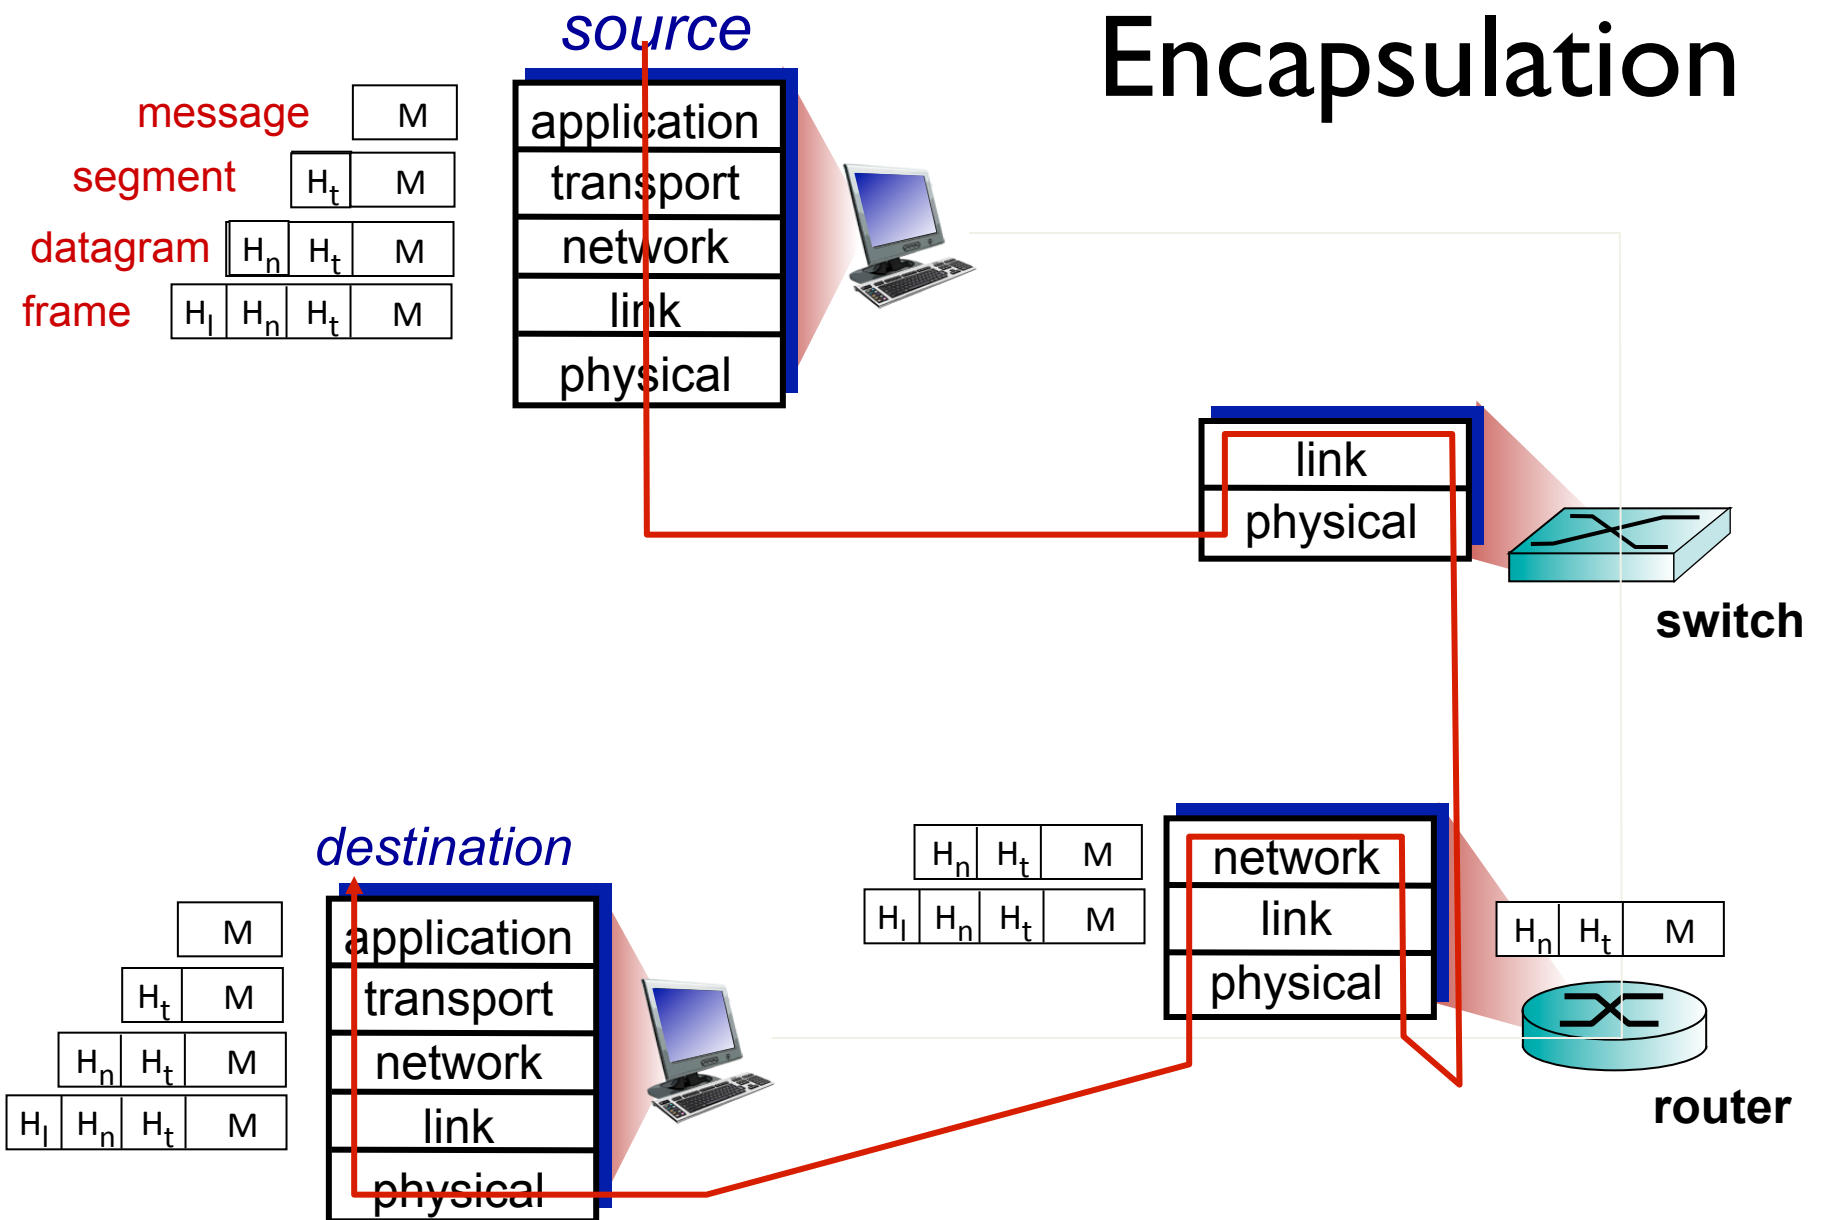 Encapsulation
source
message M application
segment Ht M transport
datagram Hn Ht M network
frame Hl Hn Ht M link
physical
link
physical
switch
destination
Hn Ht M network
Hl Hn Ht M link
physical
Hn Ht M
router
M application
Ht M transport
Hn Ht M network
Hl Hn Ht M link
physical